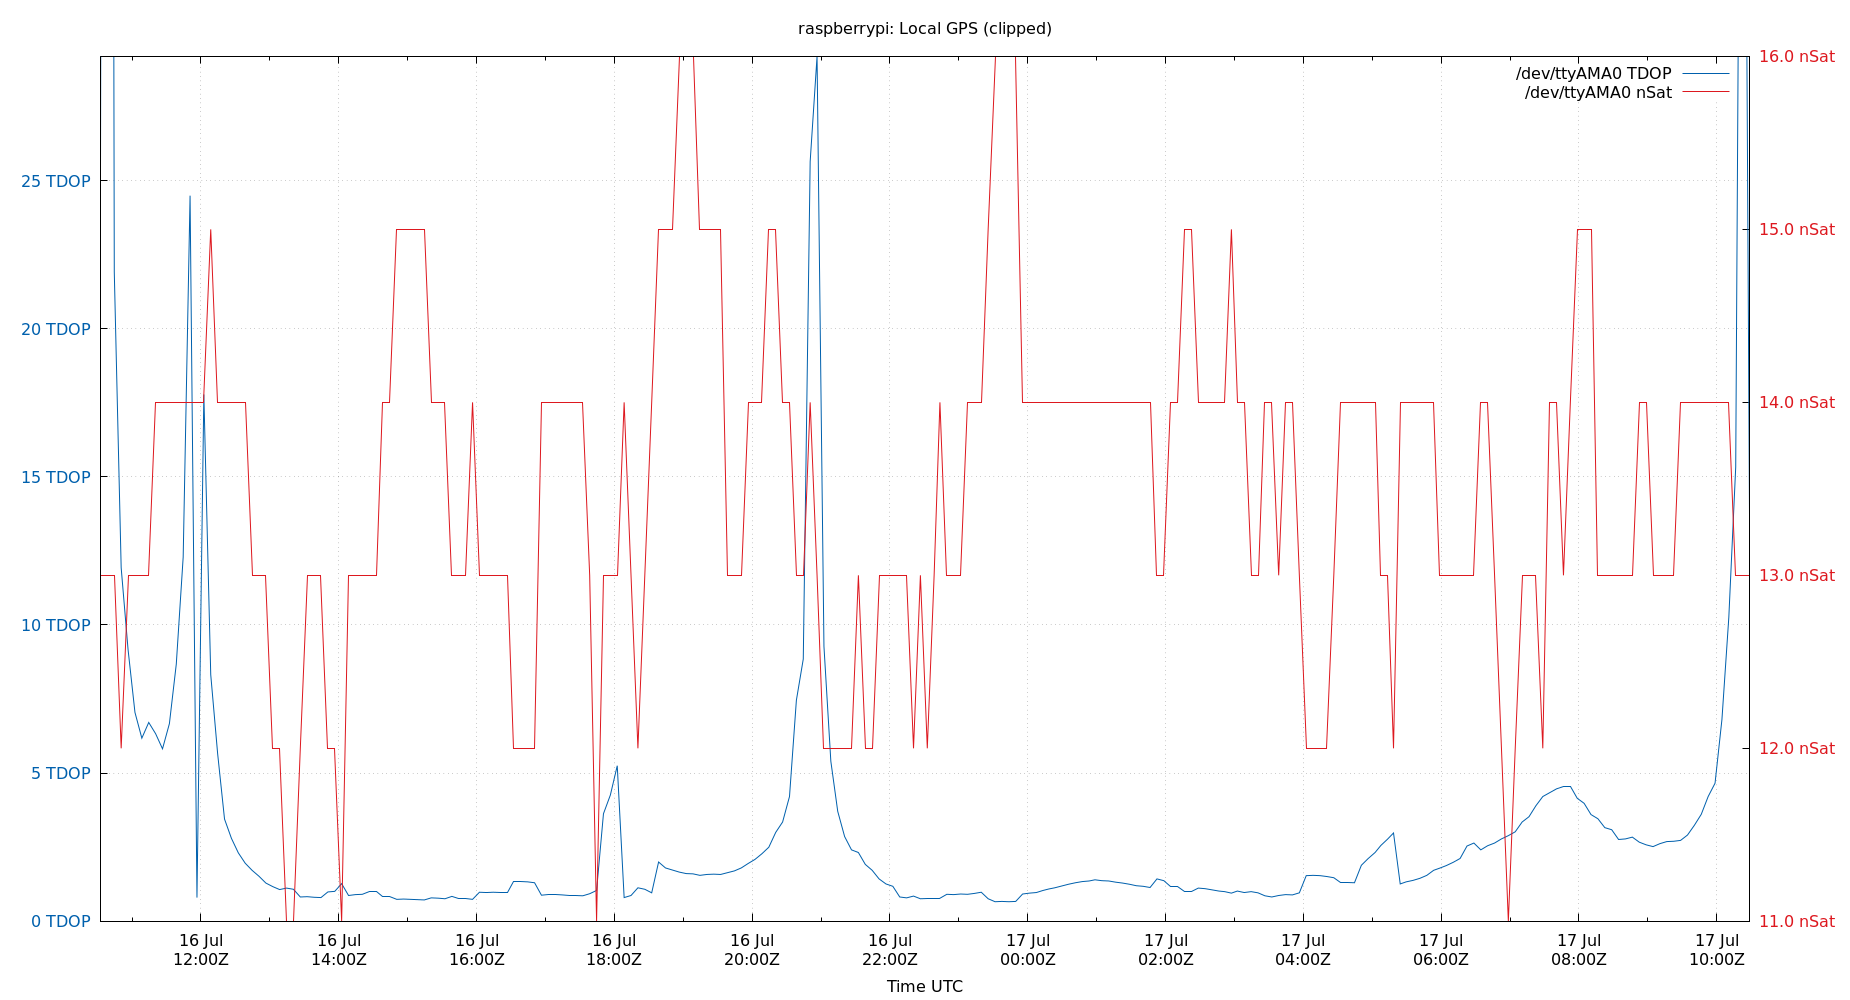 raspberrypi: Local GPS (clipped)
16.0 nSat
/dev/ttyAMA0 TDOP
/dev/ttyAMA0 nSat
25 TDOP
15.0 nSat
20 TDOP
14.0 nSat
15 TDOP
13.0 nSat
10 TDOP
12.0 nSat
5 TDOP
0 TDOP
11.0 nSat
16 Jul 16 Jul 16 Jul 16 Jul 16 Jul 16 Jul 17 Jul 17 Jul 17 Jul 17 Jul 17 Jul 17 Jul
12:00Z 14:00Z 16:00Z 18:00Z 20:00Z 22:00Z 00:00Z 02:00Z 04:00Z 06:00Z 08:00Z 10:00Z
Time UTC